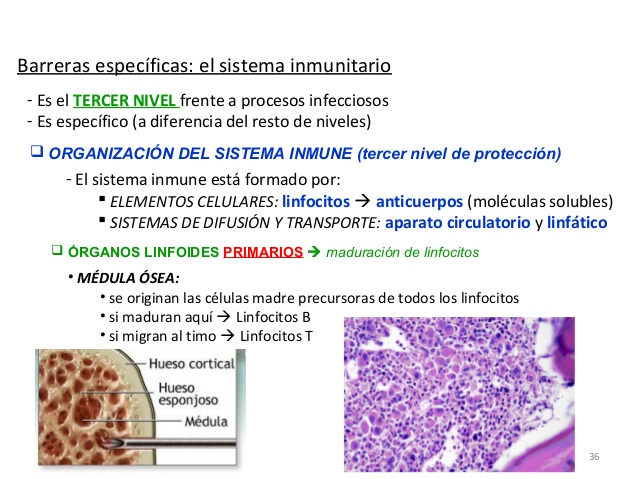 Barreras específicas: el sistema inmunitario
- Es el TERCER NIVEL frente a procesos infecciosos
- Es específico (a diferencia del resto de niveles)
❑ ORGANIZACIÓN DEL SISTEMA INMUNE (tercer nivel de protección)
- El sistema inmune está formado por:
▪ ELEMENTOS CELULARES: linfocitos → anticuerpos (moléculas solubles)
▪ SISTEMAS DE DIFUSIÓN Y TRANSPORTE: aparato circulatorio y linfático
❑ ÓRGANOS LINFOIDES PRIMARIOS → maduración de linfocitos
• MÉDULA ÓSEA:
• se originan las células madre precursoras de todos los linfocitos
• si maduran aquí → Linfocitos B
• si migran al timo → Linfocitos T
Hueso cortical
Hueso
esponjoso
Médula
36